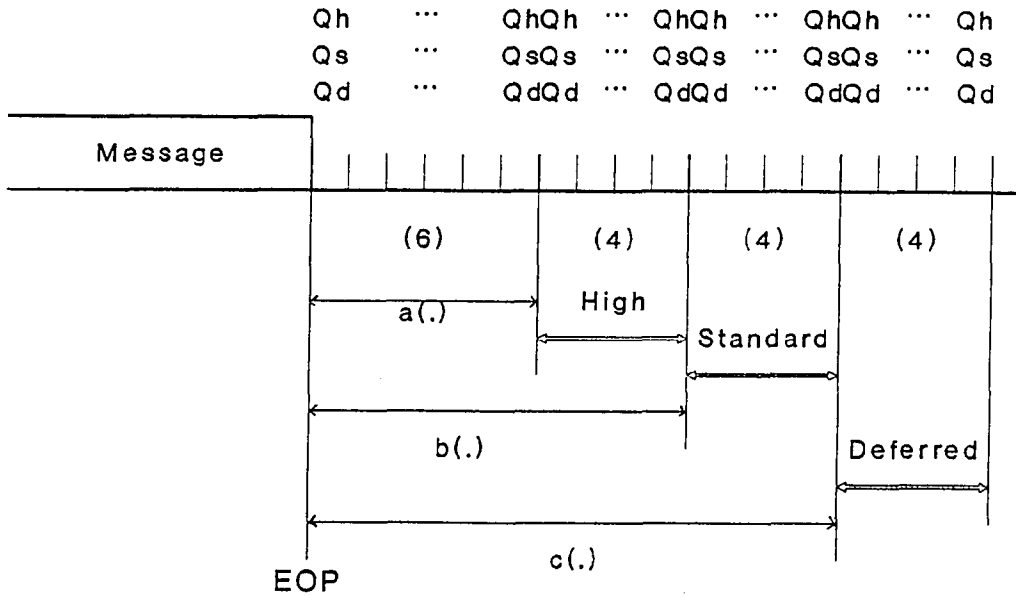 Qh ... QhQh ... QhQh ... QhQh ... Qh
Qs ... QsQs ... QsQs ... QsQs ... Qs
Qd ... QdQd ... QdQd ... QdQd ... Qd
Message
(6) (4) (4) (4)
a(.) High
Standard
b(.)
Deferred
c(.)
EOP